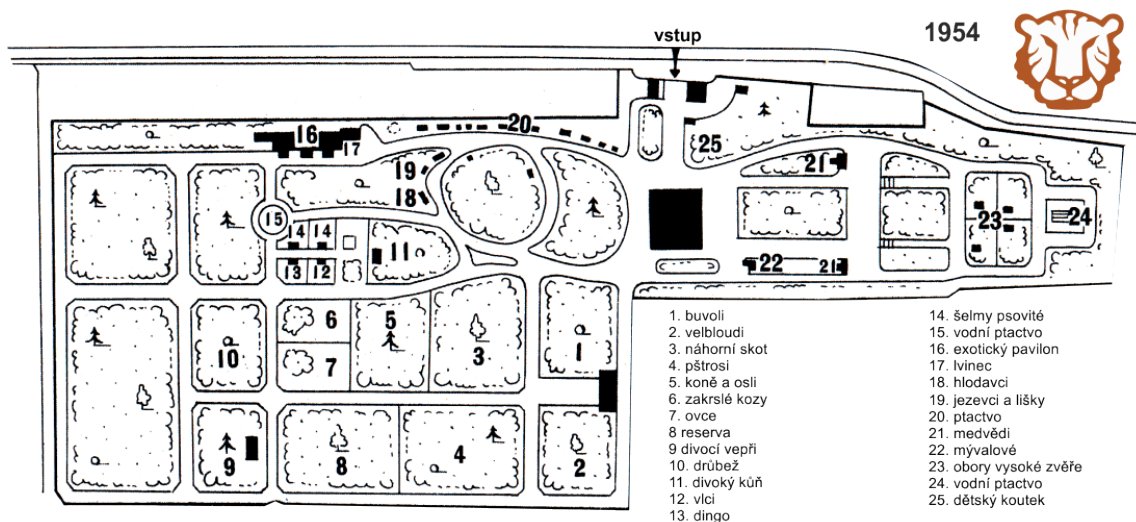 1954
vstup
20
16
17
25
19
21
18
15
14 14
23
24
11
13 12
22
21
6
5
3
1
10
7
9
8
4
2
1. buvoli
2. velbloudi
3. náhorní skot
4. pštrosi
5. koně a osli
6. zakrslé kozy
7. ovce
8 reserva
9 divocí vepři
10. drůbež
11. divoký kůň
12. vlci
13. dingo
14. šelmy psovité
15. vodní ptactvo
16. exotický pavilon
17. lvinec
18. hlodavci
19. jezevci a lišky
20. ptactvo
21. medvědi
22. mývalové
23. obory vysoké zvěře
24. vodní ptactvo
25. dětský koutek